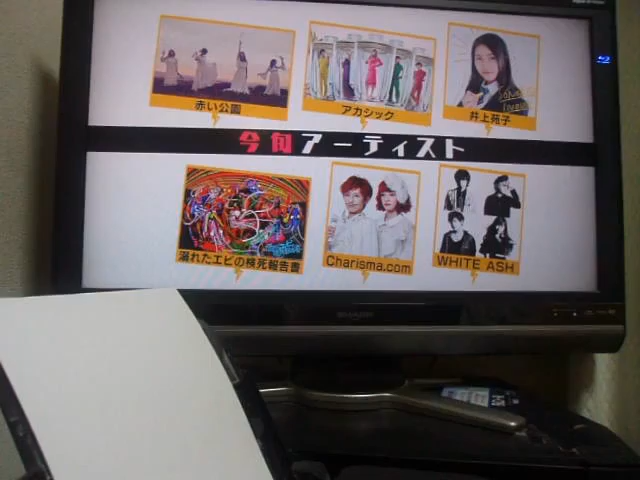 赤い公園
アカシック
井上苑子
今旬アーティスト
溺れたエビの検死報告書
Charisma.com
WHITE ASH
SHARP